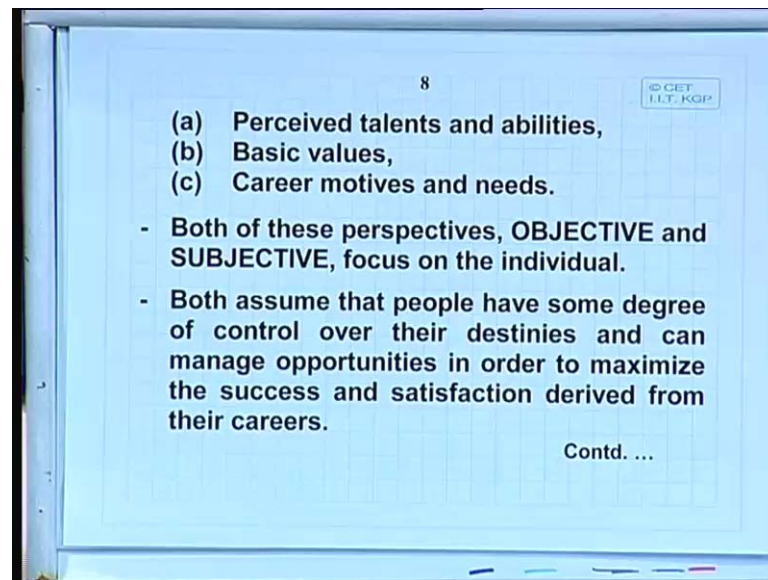 8
© CET
I.I.T. KGP
(a) Perceived talents and abilities,
(b) Basic values,
(c) Career motives and needs.
- Both of these perspectives, OBJECTIVE and
SUBJECTIVE, focus on the individual.
- Both assume that people have some degree
of control over their destinies and can
manage opportunities in order to maximize
the success and satisfaction derived from
their careers.
Contd. ...